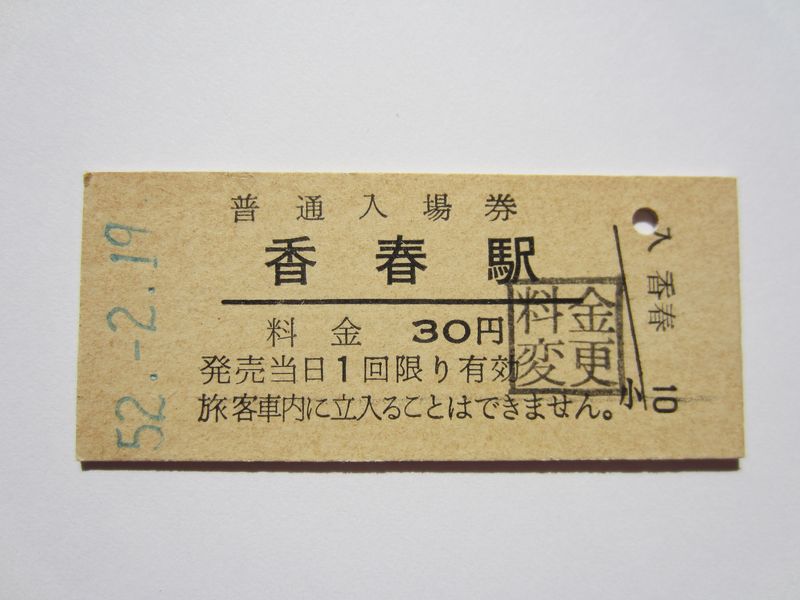 52.-2.19
普通入場券
香春駅
料金 30円
料金
変更
発売当日1回限り有効
旅客車内に立入ることはできません。
入 香春
小 10